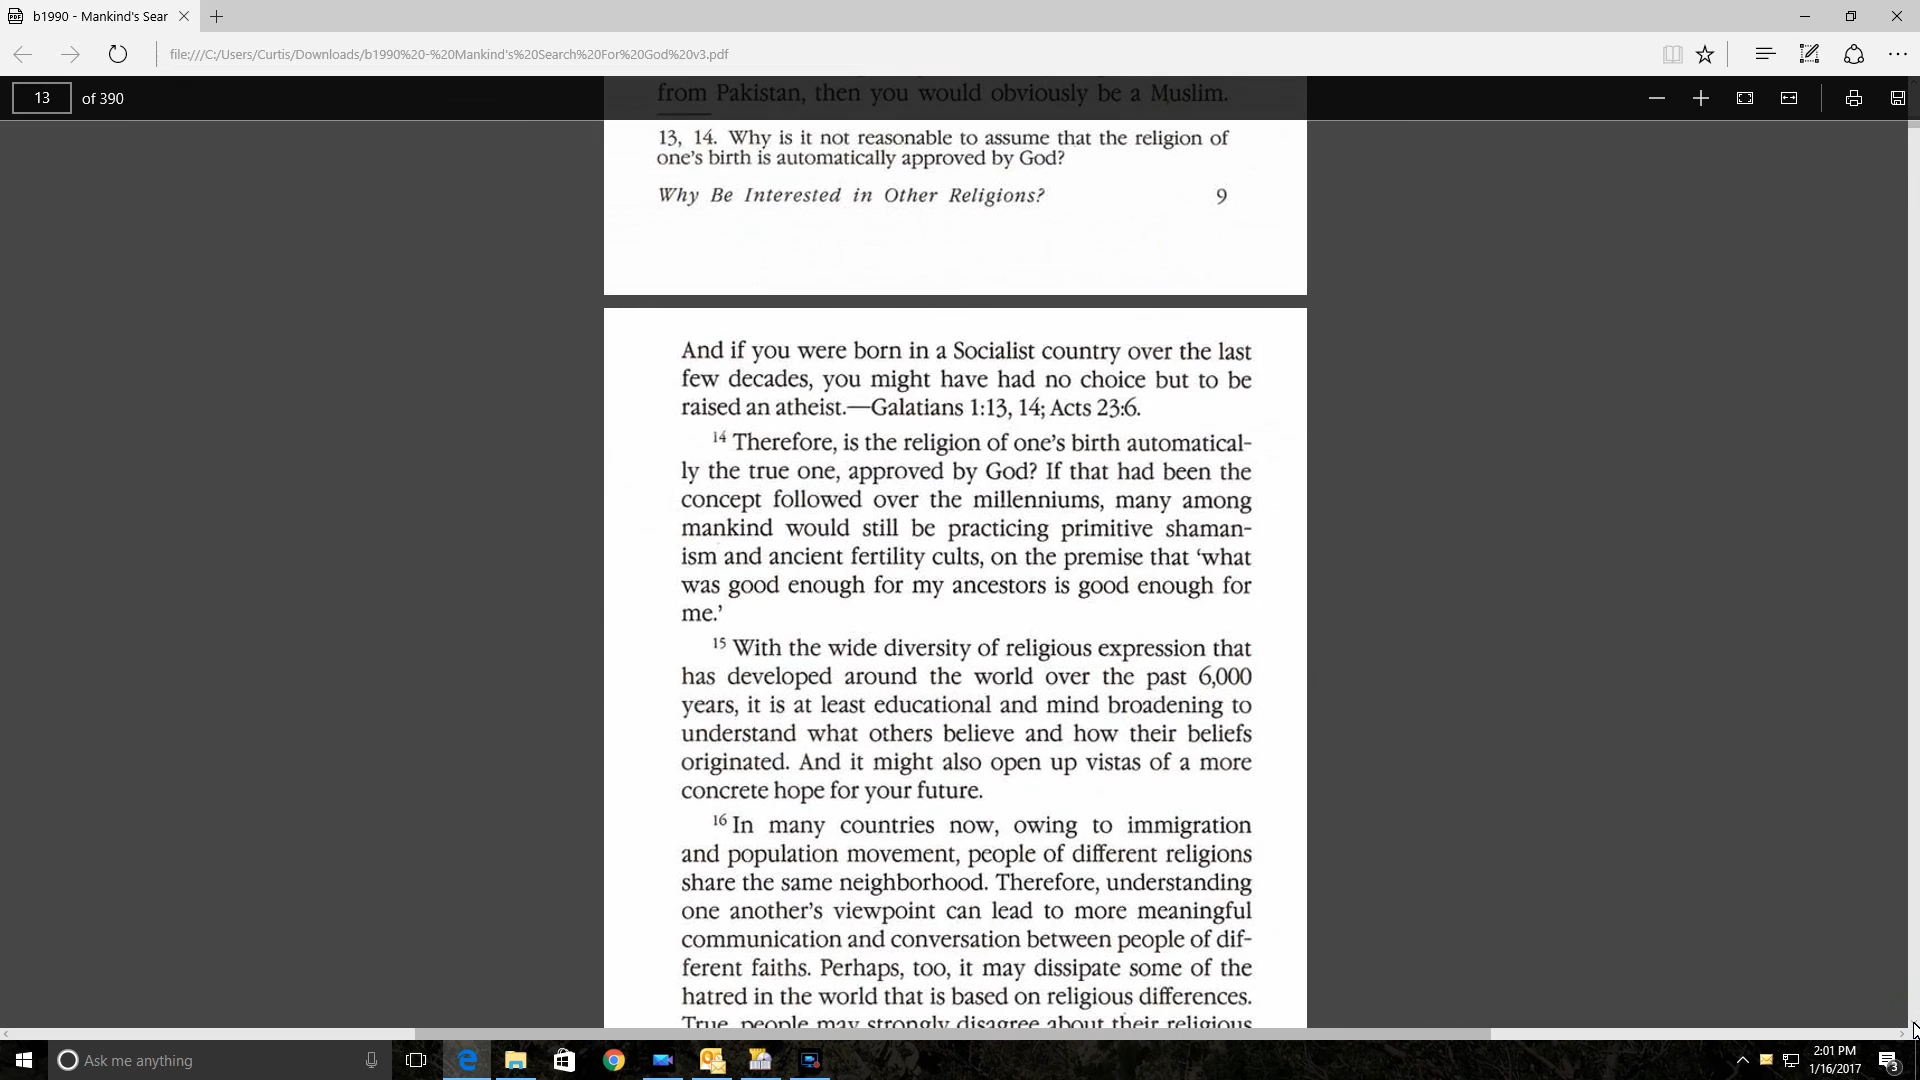 b1990 - Mankind's Sear
file:///C:/Users/Curtis/Downloads/b1990%20-%20Mankind's%20Search%20For%20God%20v3.pdf
13 of 390
from Pakistan, then you would obviously be a Muslim.
13, 14. Why is it not reasonable to assume that the religion of
one's birth is automatically approved by God?
Why Be Interested in Other Religions? 9
And if you were born in a Socialist country over the last
few decades, you might have had no choice but to be
raised an atheist.—Galatians 1:13, 14; Acts 23:6.
14 Therefore, is the religion of one's birth automatical-
ly the true one, approved by God? If that had been the
concept followed over the millenniums, many among
mankind would still be practicing primitive shaman-
ism and ancient fertility cults, on the premise that ‘what
was good enough for my ancestors is good enough for
me.’
15 With the wide diversity of religious expression that
has developed around the world over the past 6,000
years, it is at least educational and mind broadening to
understand what others believe and how their beliefs
originated. And it might also open up vistas of a more
concrete hope for your future.
16 In many countries now, owing to immigration
and population movement, people of different religions
share the same neighborhood. Therefore, understanding
one another's viewpoint can lead to more meaningful
communication and conversation between people of dif-
ferent faiths. Perhaps, too, it may dissipate some of the
hatred in the world that is based on religious differences.
True, people may strongly disagree about their religious
Ask me anything
2:01 PM
1/16/2017
3